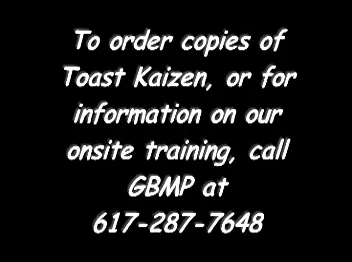 To order copies of
Toast Kaizen, or for
information on our
onsite training, call
GBMP at
617-287-7648